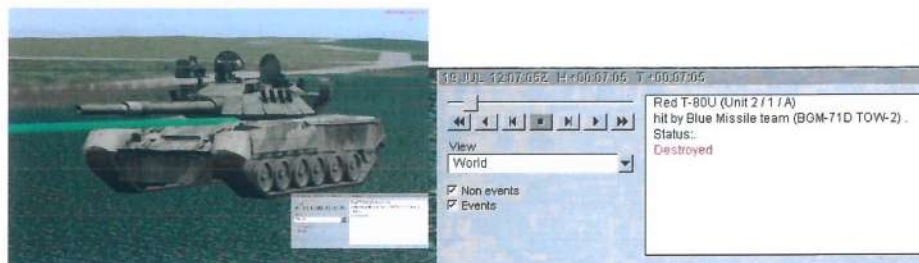 19 JUL 12:07:05Z H+00:07:05 T+00:07:05
Red T-80U (Unit 2 / 1 / A)
hit by Blue Missile team (BGM-71D TOW-2) .
Status:.
Destroyed
View
World
Non events
Events